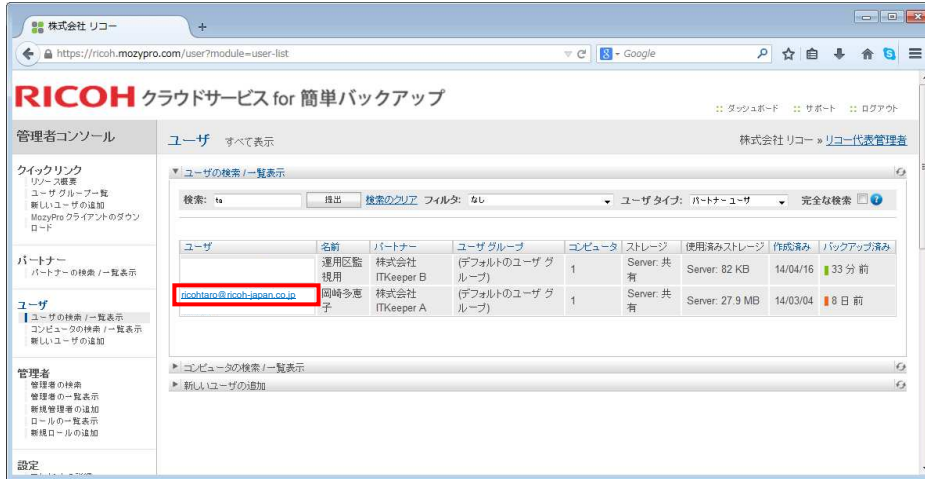 株式会社 リコー
https://ricoh.mozypro.com/user?module=user-list
Google
RICOH クラウドサービス for 簡単バックアップ
:: ダッシュボード :: サポート :: ログアウト
管理者コンソール
ユーザ すべて表示
株式会社 リコー » リコー代表管理者
クイックリンク
リソース概要
ユーザ グループ一覧
新しいユーザの追加
MozyPro クライアントのダウン
ロード
パートナー
パートナーの検索 / 一覧表示
ユーザ
ユーザの検索 / 一覧表示
コンピュータの検索 / 一覧表示
新しいユーザの追加
管理者
管理者の検索
管理者の一覧表示
新規管理者の追加
ロールの一覧表示
新規ロールの追加
設定
ユーザの検索 / 一覧表示
検索: ta 提出 検索のクリア フィルタ: なし ユーザ タイプ: パートナー ユーザ 完全な検索
ユーザ 名前 パートナー ユーザ グループ コンピュータ ストレージ 使用済みストレージ 作成済み バックアップ済み
運用区監視用 株式会社 ITKeeper B (デフォルトのユーザ グループ) 1 Server: 共有 Server: 82 KB 14/04/16 33 分 前
ricohtaro@ricoh-japan.co.jp 岡崎今恵子 株式会社 ITKeeper A (デフォルトのユーザ グループ) 1 Server: 共有 Server: 27.9 MB 14/03/04 8 日 前
コンピュータの検索 / 一覧表示
新しいユーザの追加